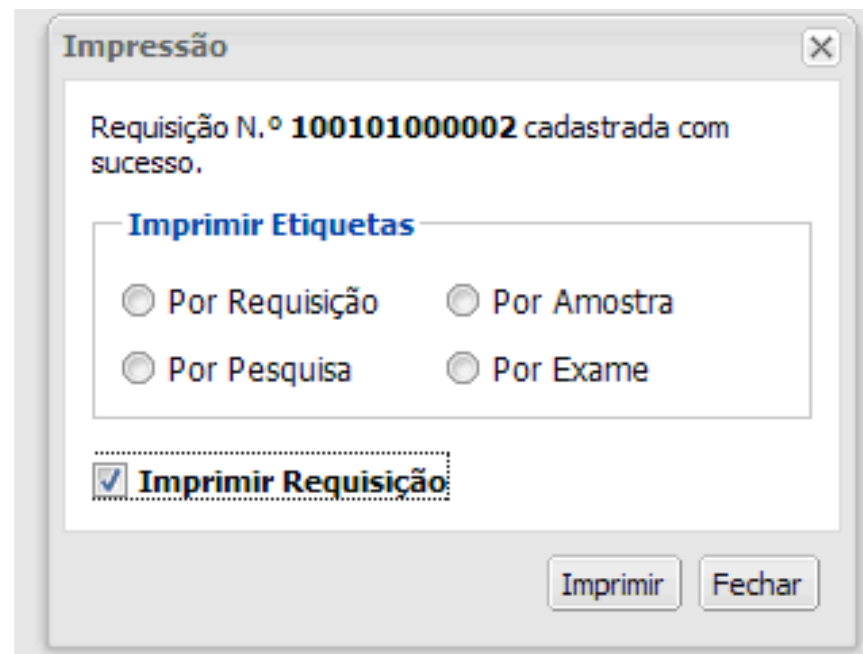 Impressão
Requisição N.º 100101000002 cadastrada com
sucesso.
Imprimir Etiquetas
Por Requisição Por Amostra
Por Pesquisa Por Exame
Imprimir Requisição
Imprimir Fechar